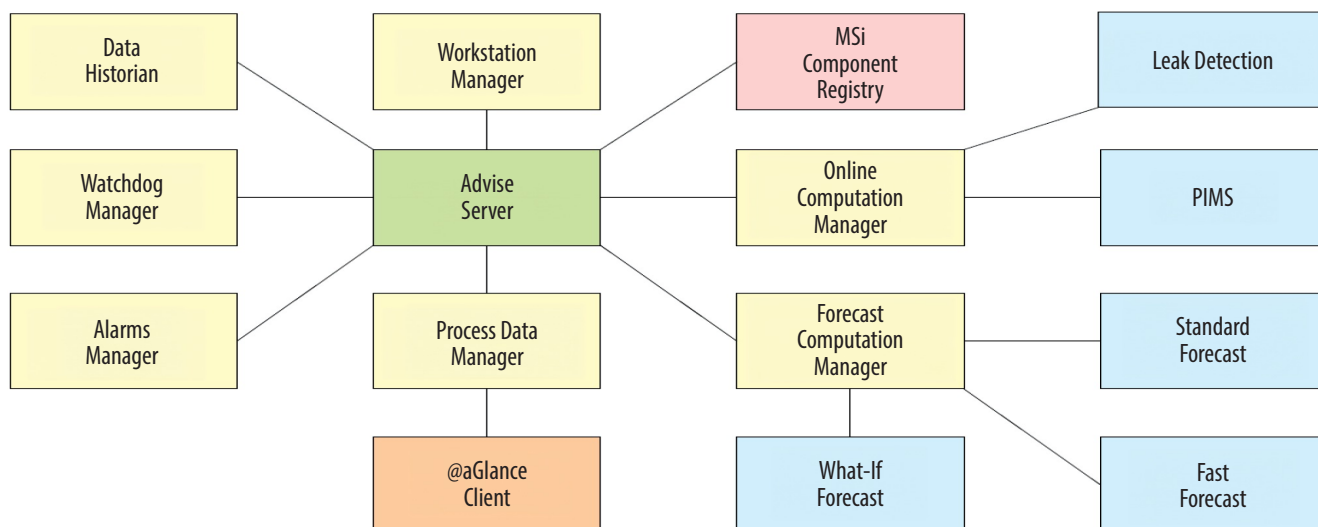 Data
Historian
Workstation
Manager
MSi
Component
Registry
Leak Detection
Watchdog
Manager
Advise
Server
Online
Computation
Manager
PIMS
Alarms
Manager
Process Data
Manager
Forecast
Computation
Manager
Standard
Forecast
@aGlance
Client
What-If
Forecast
Fast
Forecast